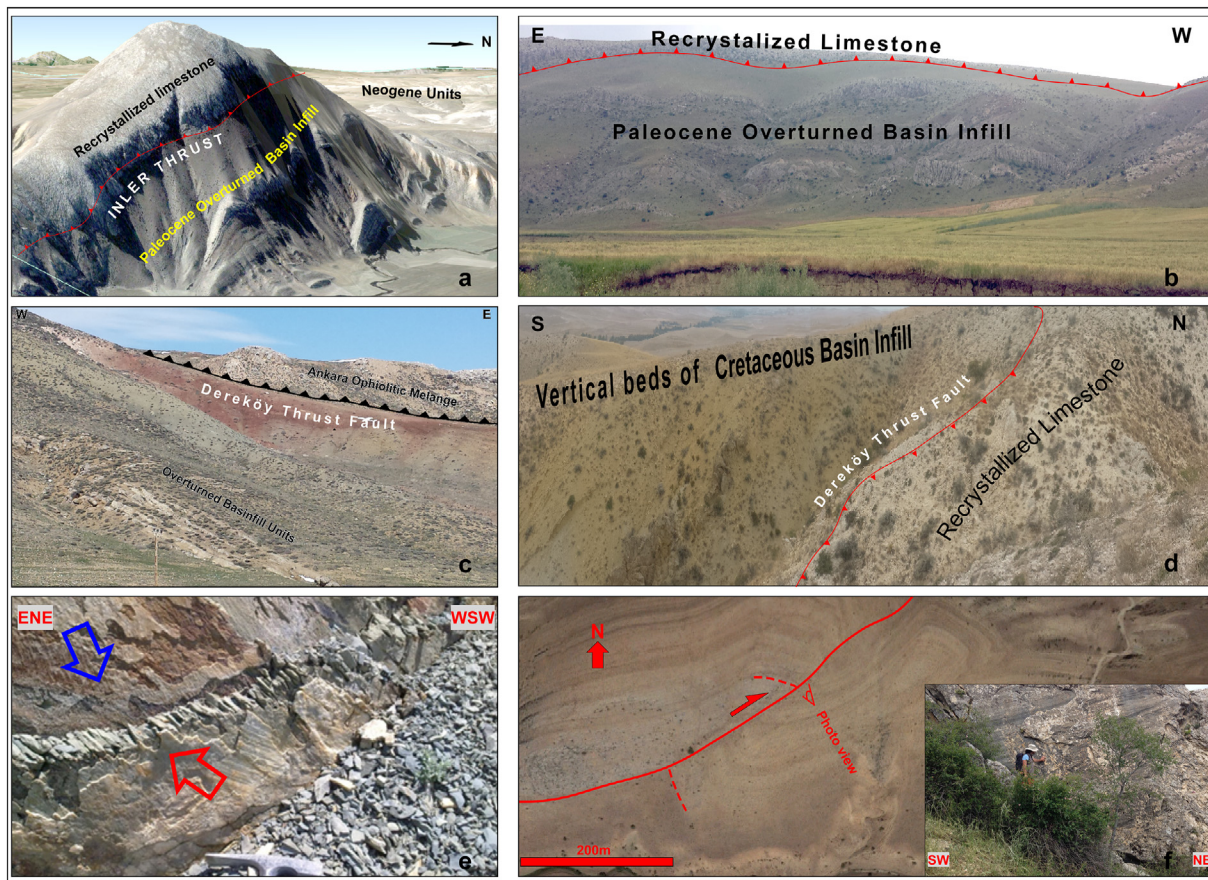 N
Recrystallized limestone
Neogene Units
INLER THRUST
Paleocene Overturned Basin Infill
a
E
Recrystalized Limestone
W
Paleocene Overturned Basin Infill
b
W
E
Ankara Ophiolitic Melange
Dereköy Thrust Fault
Overturned Basinfill Units
c
S
N
Vertical beds of Cretaceous Basin Infill
Dereköy Thrust Fault
Recrystallized Limestone
d
ENE
WSW
e
N
Photo view
200m
SW
NE
f